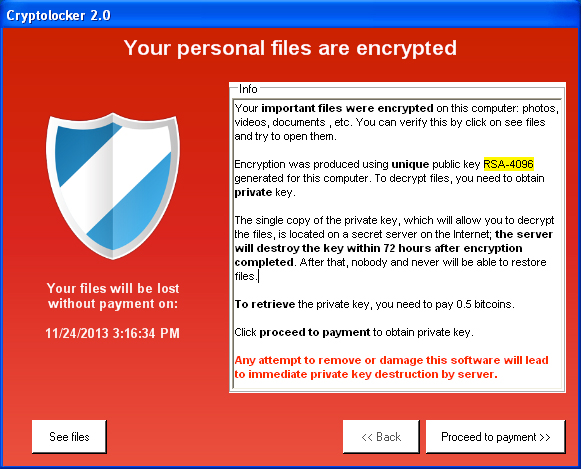 Cryptolocker 2.0
Your personal files are encrypted
Info
Your important files were encrypted on this computer: photos,
videos, documents , etc. You can verify this by click on see files
and try to open them.
Encryption was produced using unique public key RSA-4096
generated for this computer. To decrypt files, you need to obtain
private key.
The single copy of the private key, which will allow you to decrypt
the files, is located on a secret server on the Internet; the server
will destroy the key within 72 hours after encryption
completed. After that, nobody and never will be able to restore
files.
To retrieve the private key, you need to pay 0.5 bitcoins.
Click proceed to payment to obtain private key.
Any attempt to remove or damage this software will lead
to immediate private key destruction by server.
Your files will be lost
without payment on:
11/24/2013 3:16:34 PM
See files
<< Back
Proceed to payment >>